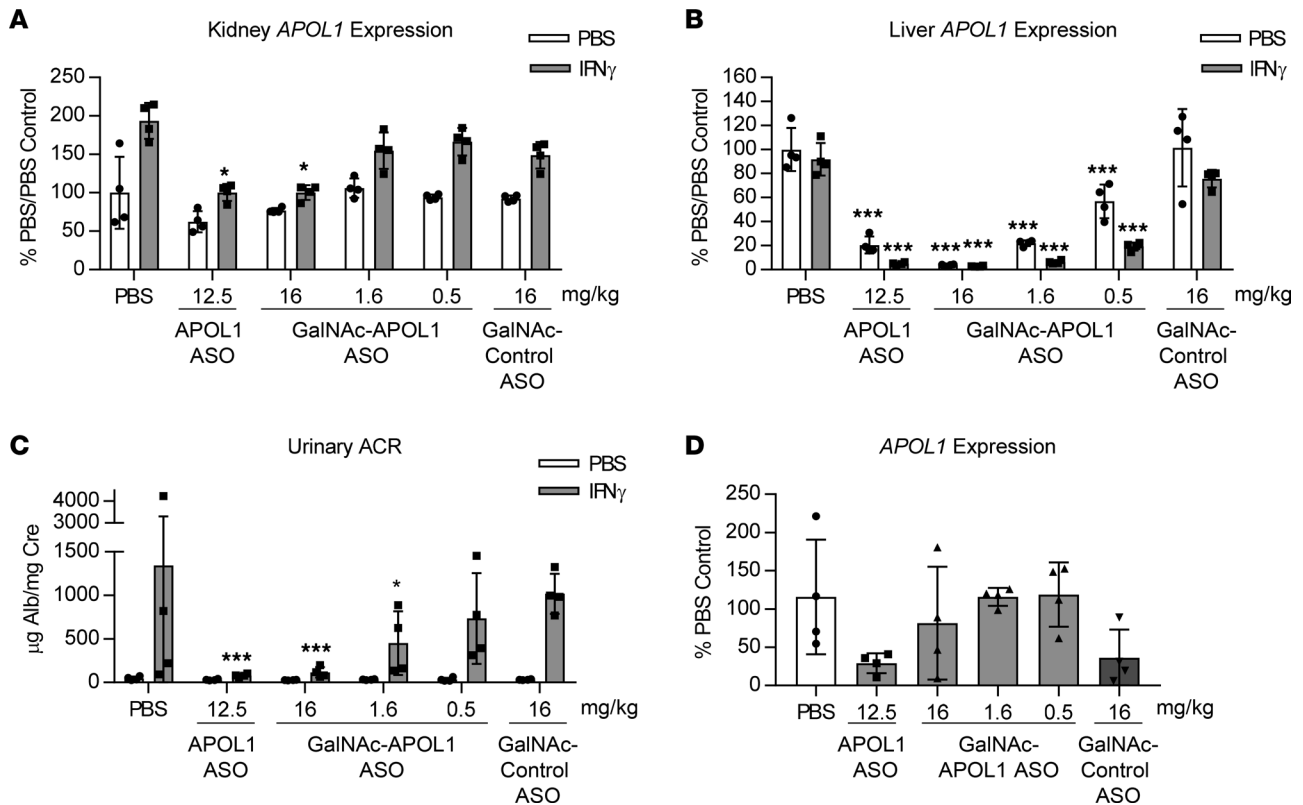 A
Kidney APOL1 Expression
PBS
IFNγ
% PBS/PBS Control
250
200
150
100
50
0
* *
PBS 12.5 16 1.6 0.5 16 mg/kg
APOL1 ASO
GalNAc-APOL1 ASO
GalNAc-Control ASO
B
Liver APOL1 Expression
PBS
IFNγ
% PBS/PBS Control
160
140
120
100
80
60
40
20
0
*** *** *** *** *** *** *** ***
PBS 12.5 16 1.6 0.5 16 mg/kg
APOL1 ASO
GalNAc-APOL1 ASO
GalNAc-Control ASO
C
Urinary ACR
PBS
IFNγ
µg Alb/mg Cre
4000
3000
1500
1000
500
0
*** *** *
PBS 12.5 16 1.6 0.5 16 mg/kg
APOL1 ASO
GalNAc-APOL1 ASO
GalNAc-Control ASO
D
APOL1 Expression
% PBS Control
250
200
150
100
50
0
PBS 12.5 16 1.6 0.5 16 mg/kg
APOL1 ASO
GalNAc-APOL1 ASO
GalNAc-Control ASO